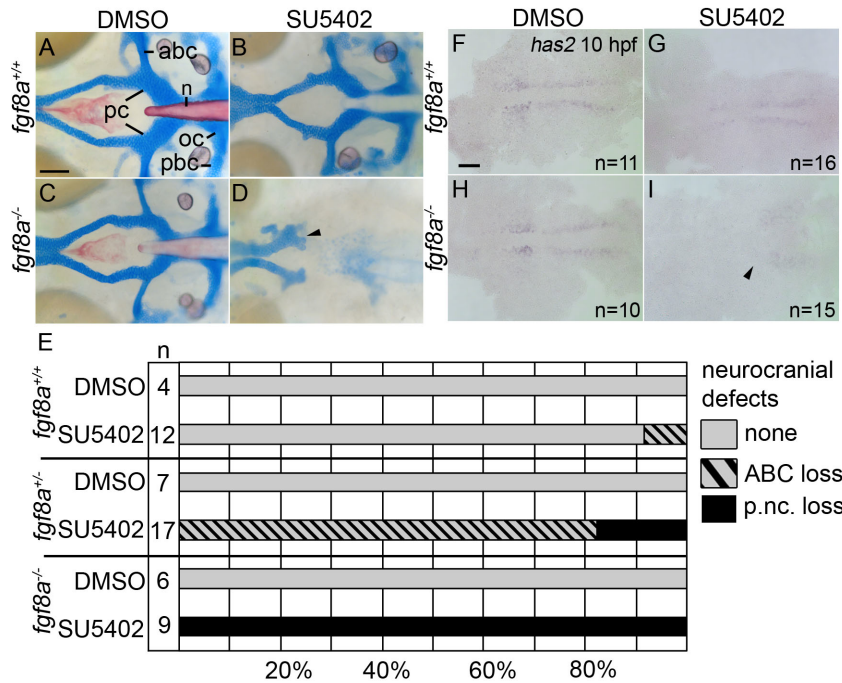 DMSO SU5402 DMSO SU5402
A B F has2 10 hpf G
fgf8a+/+ abc n pc oc pbc fgf8a+/+
n=11 n=16
C D H I
fgf8a-/- fgf8a-/-
n=10 n=15
E n
fgf8a+/+ DMSO 4
SU5402 12
fgf8a+/- DMSO 7
SU5402 17
fgf8a-/- DMSO 6
SU5402 9
20% 40% 60% 80%
neurocranial
defects
none
ABC loss
p.nc. loss